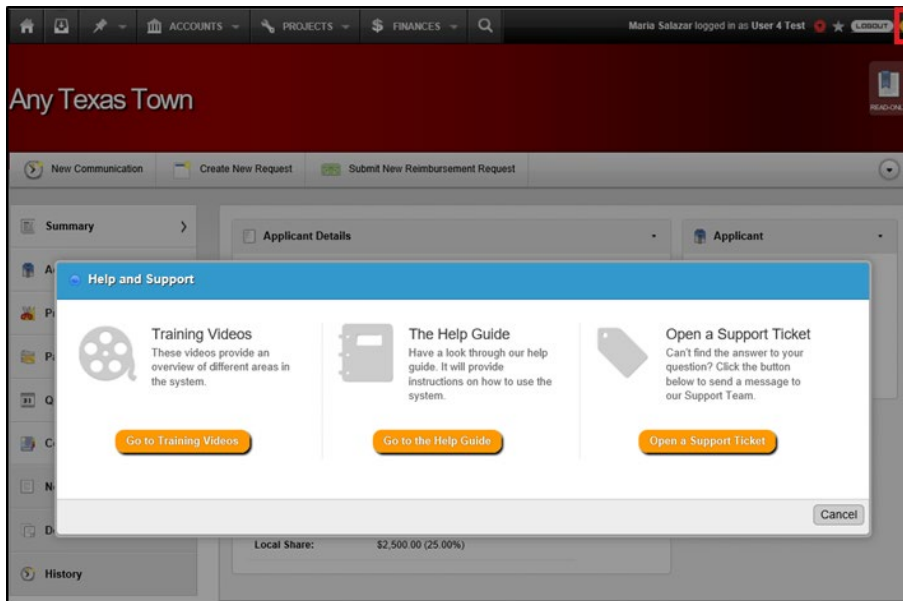 ACCOUNTS PROJECTS $ FINANCES Maria Salazar logged in as User 4 Test LOGOUT
Any Texas Town
New Communication Create New Request Submit New Reimbursement Request
Summary
Applicant Details
Applicant
Help and Support
Training Videos
These videos provide an
overview of different areas in
the system.
Go to Training Videos
The Help Guide
Have a look through our help
guide. It will provide
instructions on how to use the
system.
Go to the Help Guide
Open a Support Ticket
Can't find the answer to your
question? Click the button
below to send a message to
our Support Team.
Open a Support Ticket
Cancel
Local Share: $2,500.00 (25.00%)
History